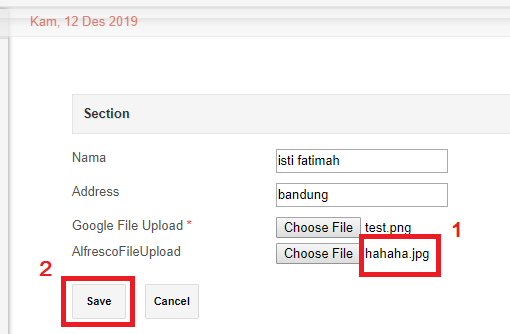 Kam, 12 Des 2019
Section
Nama isti fatimah
Address bandung
Google File Upload * Choose File test.png 1
AlfrescoFileUpload Choose File hahaha.jpg
2
Save Cancel